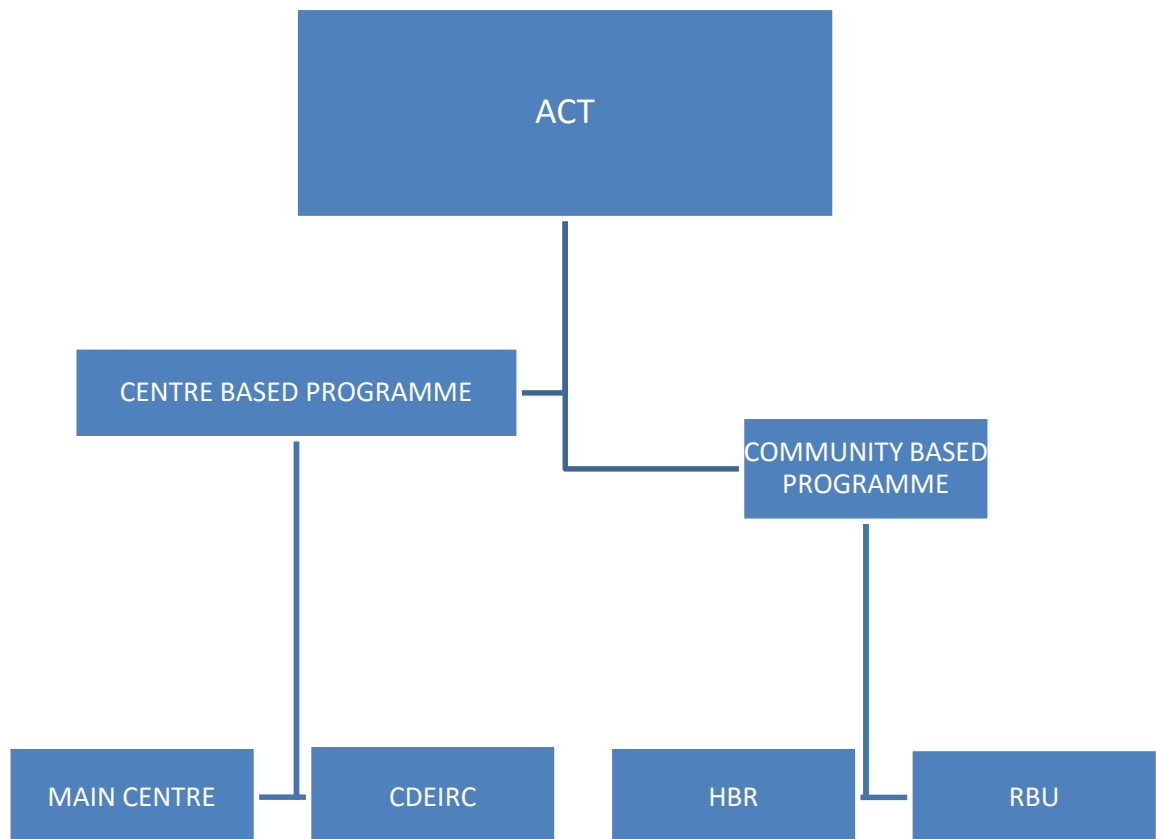 ACT
CENTRE BASED PROGRAMME
COMMUNITY BASED
PROGRAMME
MAIN CENTRE
CDEIRC
HBR
RBU